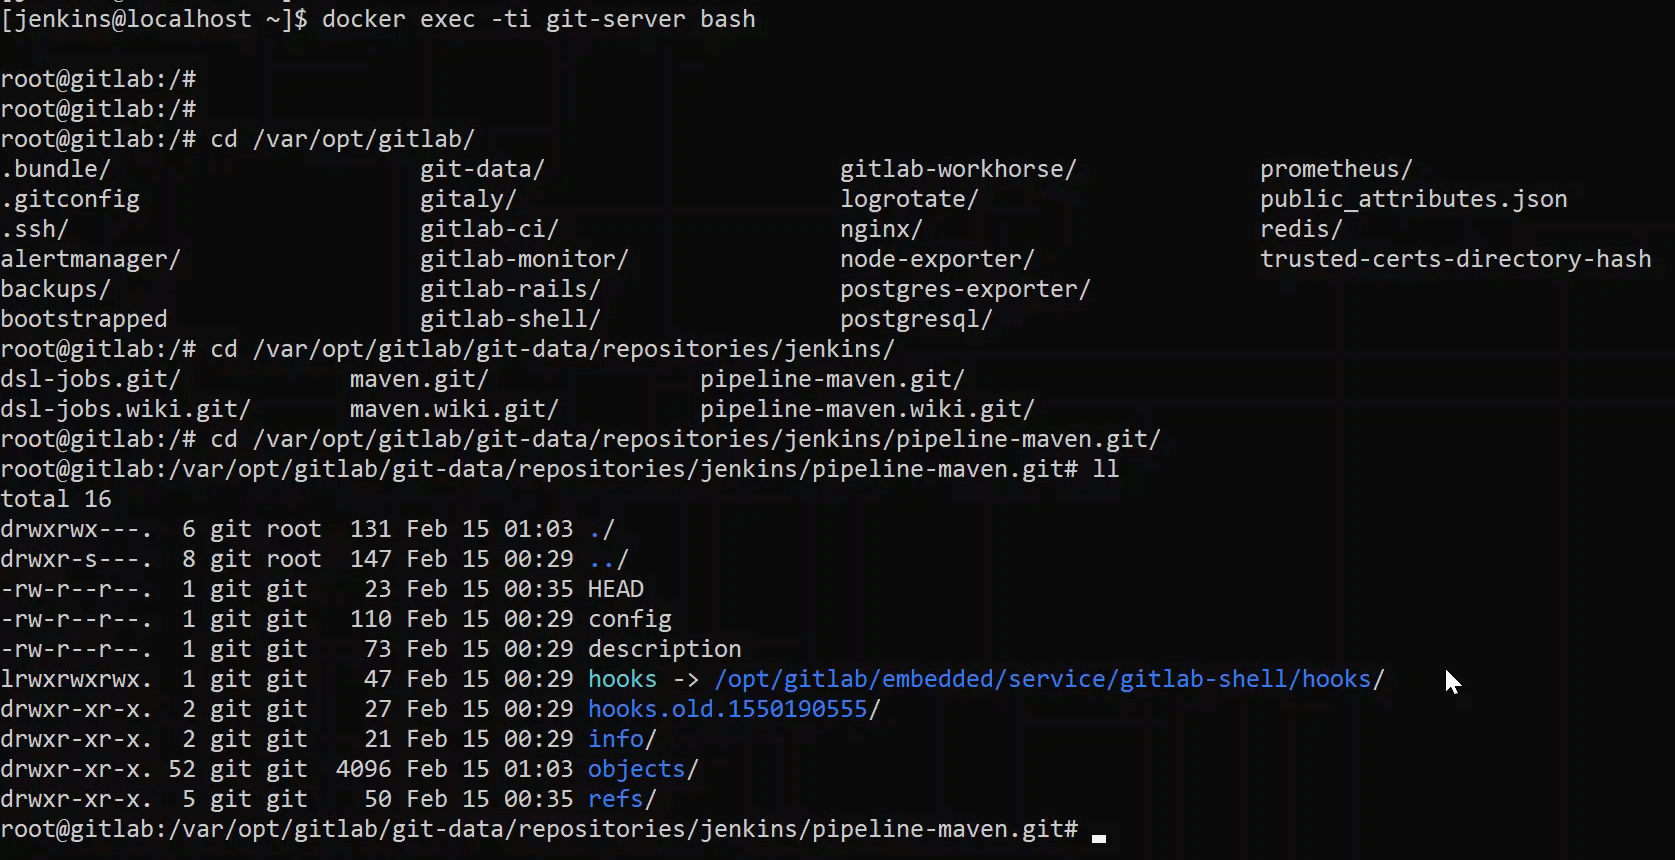 [jenkins@localhost ~]$ docker exec -ti git-server bash
root@gitlab:/#
root@gitlab:/#
root@gitlab:/# cd /var/opt/gitlab/
.bundle/ git-data/ gitlab-workhorse/ prometheus/
.gitconfig gitaly/ logrotate/ public_attributes.json
.ssh/ gitlab-ci/ nginx/ redis/
alertmanager/ gitlab-monitor/ node-exporter/ trusted-certs-directory-hash
backups/ gitlab-rails/ postgres-exporter/
bootstrapped gitlab-shell/ postgresql/
root@gitlab:/# cd /var/opt/gitlab/git-data/repositories/jenkins/
dsl-jobs.git/ maven.git/ pipeline-maven.git/
dsl-jobs.wiki.git/ maven.wiki.git/ pipeline-maven.wiki.git/
root@gitlab:/# cd /var/opt/gitlab/git-data/repositories/jenkins/pipeline-maven.git/
root@gitlab:/var/opt/gitlab/git-data/repositories/jenkins/pipeline-maven.git# ll
total 16
drwxrwx---. 6 git root 131 Feb 15 01:03 ./
drwxr-s---. 8 git root 147 Feb 15 00:29 ../
-rw-r--r--. 1 git git 23 Feb 15 00:35 HEAD
-rw-r--r--. 1 git git 110 Feb 15 00:29 config
-rw-r--r--. 1 git git 73 Feb 15 00:29 description
lrwxrwxrwx. 1 git git 47 Feb 15 00:29 hooks -> /opt/gitlab/embedded/service/gitlab-shell/hooks/
drwxr-xr-x. 2 git git 27 Feb 15 00:29 hooks.old.1550190555/
drwxr-xr-x. 2 git git 21 Feb 15 00:29 info/
drwxr-xr-x. 52 git git 4096 Feb 15 01:03 objects/
drwxr-xr-x. 5 git git 50 Feb 15 00:35 refs/
root@gitlab:/var/opt/gitlab/git-data/repositories/jenkins/pipeline-maven.git#